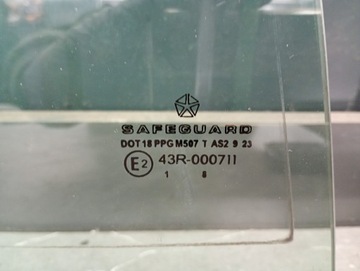 SAFEGUARD
DOT 18 PPG M507 T AS2 9 23
E2 43R-000711
1 8